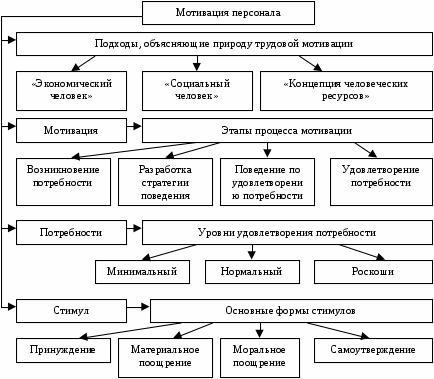 Мотивация персонала
Подходы, объясняющие природу трудовой мотивации
«Экономический
человек»
«Социальный
человек»
«Концепция человеческих
ресурсов»
Мотивация
Этапы процесса мотивации
Возникновение
потребности
Разработка
стратегии
поведения
Поведение по
удовлетворени
ю потребности
Удовлетворение
потребности
Потребности
Уровни удовлетворения потребности
Минимальный
Нормальный
Роскоши
Стимул
Основные формы стимулов
Принуждение
Материальное
поощрение
Моральное
поощрение
Самоутверждение